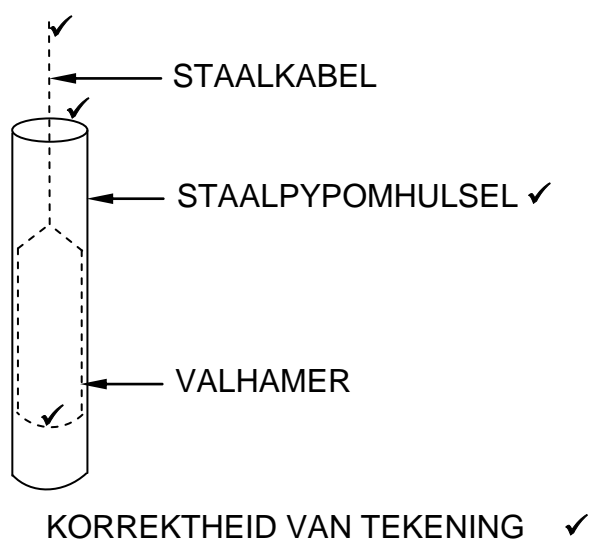 STAALKABEL
STAALPYPOMHULSEL ✓
VALHAMER
KORREKTHEID VAN TEKENING ✓